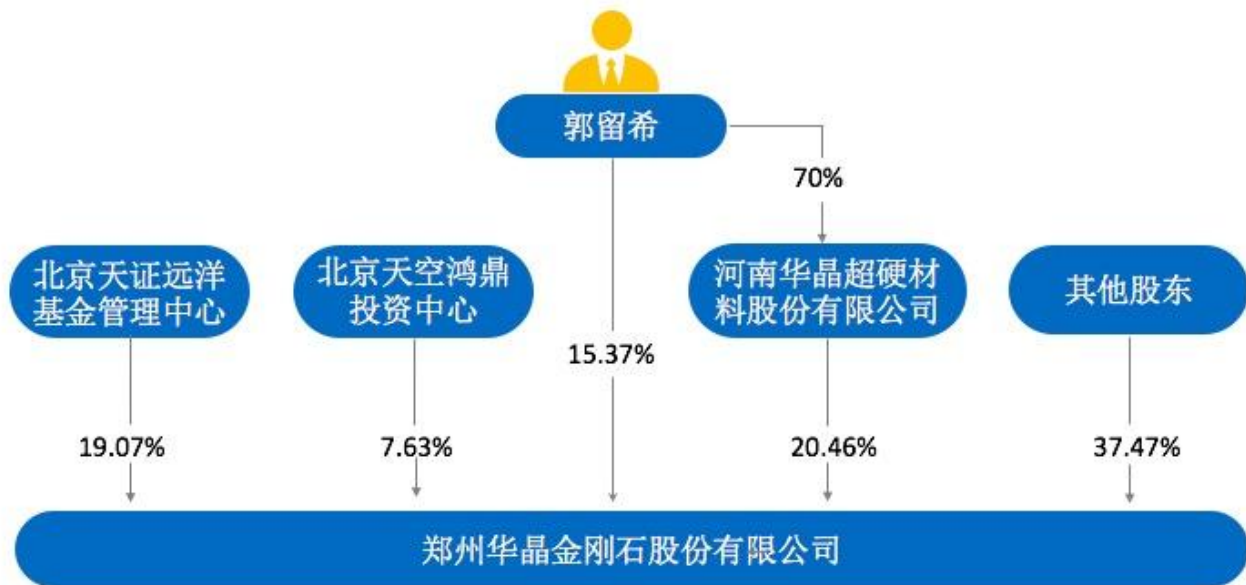 郭留希
70%
北京天证远洋
基金管理中心
北京天空鸿鼎
投资中心
河南华晶超硬材
料股份有限公司
其他股东
15.37%
19.07%
7.63%
20.46%
37.47%
郑州华晶金刚石股份有限公司